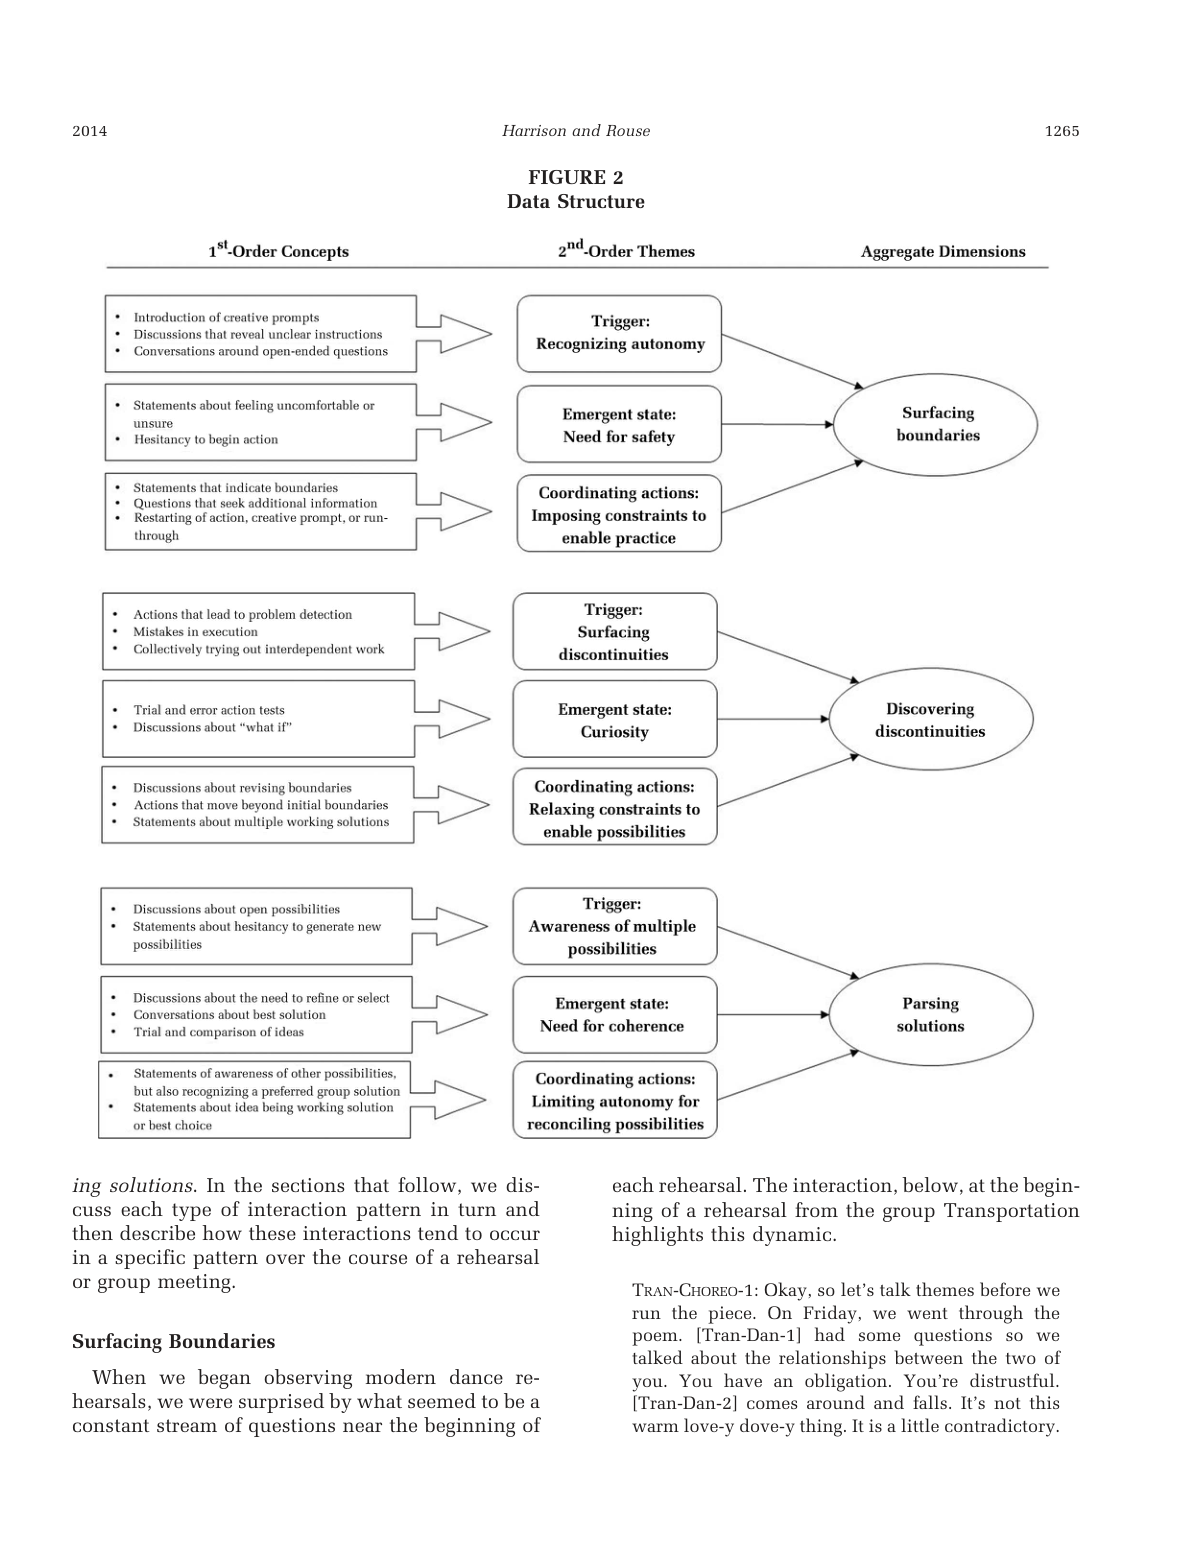 2014
Harrison and Rouse
1265
FIGURE 2
Data Structure
1st-Order Concepts
2nd-Order Themes
Aggregate Dimensions
• Introduction of creative prompts
• Discussions that reveal unclear instructions
• Conversations around open-ended questions
Trigger:
Recognizing autonomy
• Statements about feeling uncomfortable or
unsure
• Hesitancy to begin action
Emergent state:
Need for safety
• Statements that indicate boundaries
• Questions that seek additional information
• Restarting of action, creative prompt, or run-
through
Coordinating actions:
Imposing constraints to
enable practice
Surfacing
boundaries
• Actions that lead to problem detection
• Mistakes in execution
• Collectively trying out interdependent work
Trigger:
Surfacing
discontinuities
• Trial and error action tests
• Discussions about “what if”
Emergent state:
Curiosity
• Discussions about revising boundaries
• Actions that move beyond initial boundaries
• Statements about multiple working solutions
Coordinating actions:
Relaxing constraints to
enable possibilities
Discovering
discontinuities
• Discussions about open possibilities
• Statements about hesitancy to generate new
possibilities
Trigger:
Awareness of multiple
possibilities
• Discussions about the need to refine or select
• Conversations about best solution
• Trial and comparison of ideas
Emergent state:
Need for coherence
• Statements of awareness of other possibilities,
but also recognizing a preferred group solution
• Statements about idea being working solution
or best choice
Coordinating actions:
Limiting autonomy for
reconciling possibilities
Parsing
solutions
ing solutions. In the sections that follow, we dis-
cuss each type of interaction pattern in turn and
then describe how these interactions tend to occur
in a specific pattern over the course of a rehearsal
or group meeting.
Surfacing Boundaries
When we began observing modern dance re-
hearsals, we were surprised by what seemed to be a
constant stream of questions near the beginning of
each rehearsal. The interaction, below, at the begin-
ning of a rehearsal from the group Transportation
highlights this dynamic.
TRAN-CHOREO-1: Okay, so let’s talk themes before we
run the piece. On Friday, we went through the
poem. [Tran-Dan-1] had some questions so we
talked about the relationships between the two of
you. You have an obligation. You’re distrustful.
[Tran-Dan-2] comes around and falls. It’s not this
warm love-y dove-y thing. It is a little contradictory.